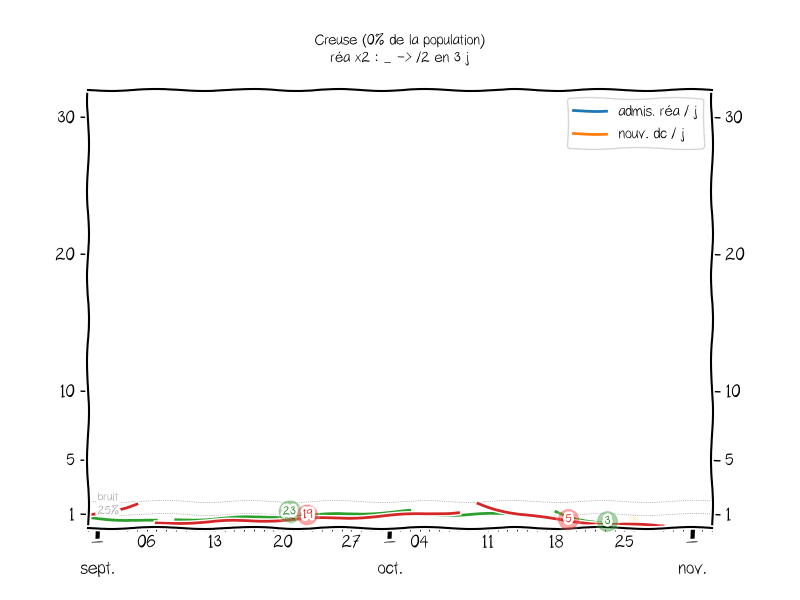 Creuse (0% de la population)
réa x2 : _ -> /2 en 3 j
admis. réa / j
nouv. dc / j
30
30
20
20
10
10
5
5
bruit
25%
1
1
23
19
5
3
06
13
20
27
04
11
18
25
sept.
oct.
nov.